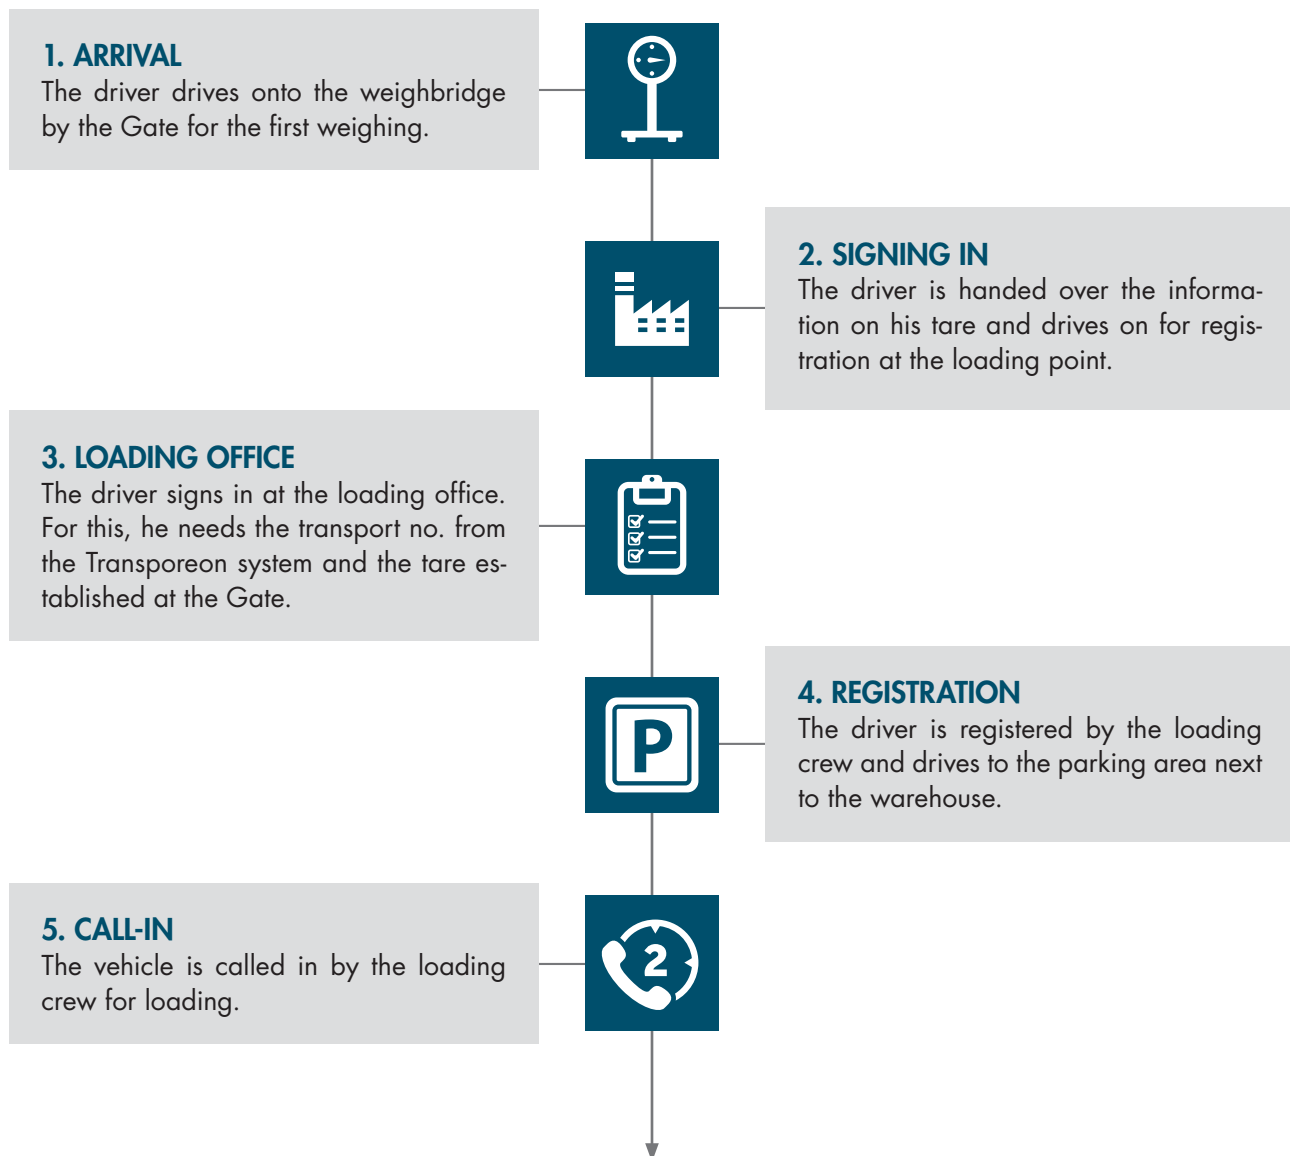 1. ARRIVAL
The driver drives onto the weighbridge
by the Gate for the first weighing.
2. SIGNING IN
The driver is handed over the informa-
tion on his tare and drives on for regis-
tration at the loading point.
3. LOADING OFFICE
The driver signs in at the loading office.
For this, he needs the transport no. from
the Transporeon system and the tare es-
tablished at the Gate.
P
4. REGISTRATION
The driver is registered by the loading
crew and drives to the parking area next
to the warehouse.
5. CALL-IN
The vehicle is called in by the loading
crew for loading.
2